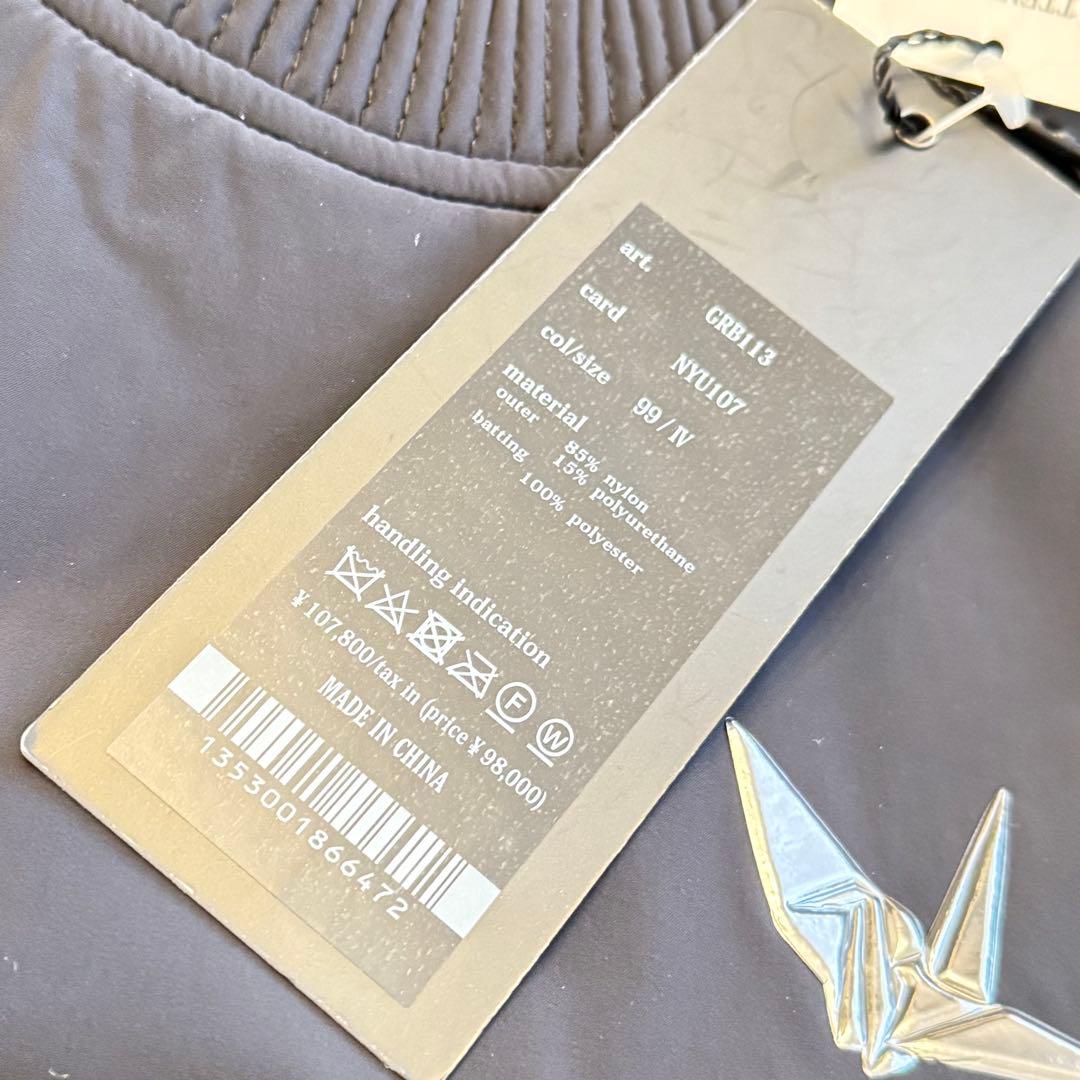 art. GRB113
card NYU107
col/size 99 / Ⅳ
material
outer 85% nylon
15% polyurethane
batting 100% polyester
handling indication
F W
¥107,800/tax in (price ¥98,000)
MADE IN CHINA
1353001866472